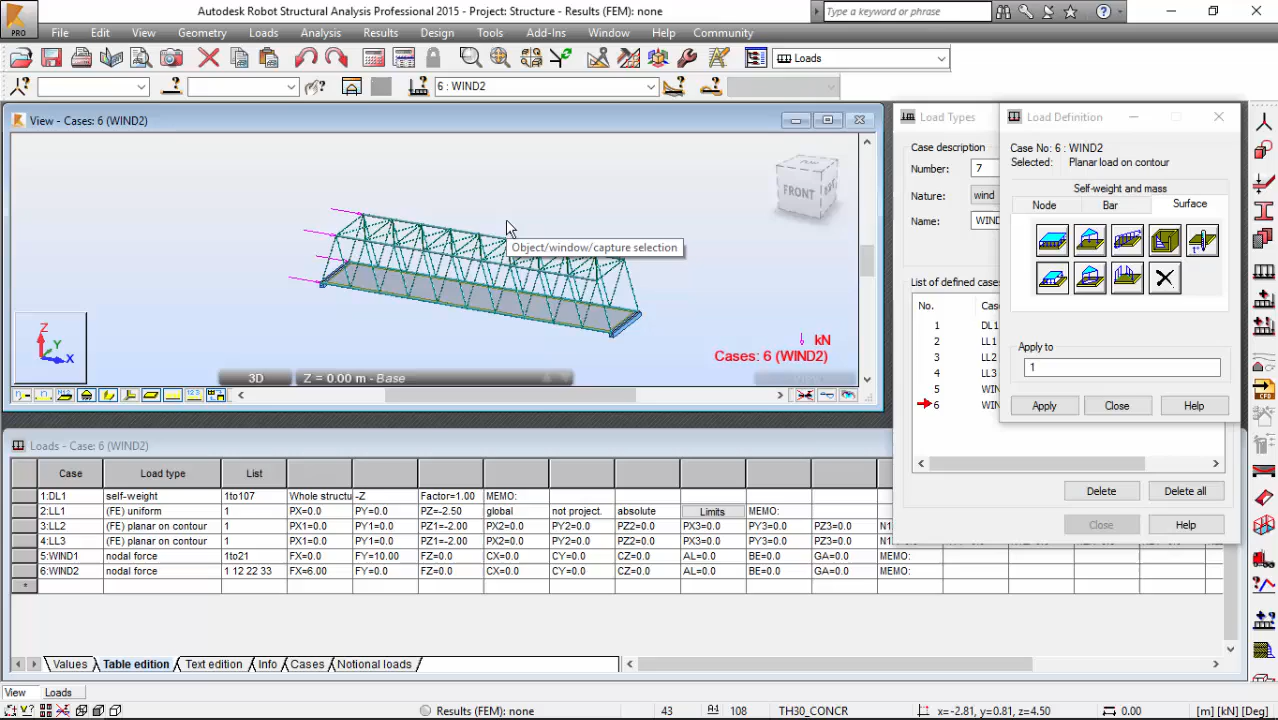 Autodesk Robot Structural Analysis Professional 2015 - Project: Structure - Results (FEM): none
Type a keyword or phrase
PRO
File Edit View Geometry Loads Analysis Results Design Tools Add-Ins Window Help Community
Loads
6 : WIND2
View - Cases: 6 (WIND2)
FRONT
Object/window/capture selection
Z
Y
X
kN
Cases: 6 (WIND2)
3D
Z = 0.00 m - Base
Load Types
Case description
Number: 7
Nature: wind
Name: WIND
List of defined cases
No. Cas
1 DL1
2 LL1
3 LL2
4 LL3
5 WIN
6 WIN
Delete Delete all
Close Help
Load Definition
Case No: 6 : WIND2
Selected: Planar load on contour
Self-weight and mass
Node Bar Surface
Apply to
1
Apply Close Help
Loads - Case: 6 (WIND2)
Case Load type List
1:DL1 self-weight 1to107 Whole structu -Z Factor=1.00 MEMO:
2:LL1 (FE) uniform 1 PX=0.0 PY=0.0 PZ=-2.50 global not project. absolute Limits MEMO:
3:LL2 (FE) planar on contour 1 PX1=0.0 PY1=0.0 PZ1=-2.00 PX2=0.0 PY2=0.0 PZ2=0.0 PX3=0.0 PY3=0.0 PZ3=0.0
4:LL3 (FE) planar on contour 1 PX1=0.0 PY1=0.0 PZ1=-2.00 PX2=0.0 PY2=0.0 PZ2=0.0 PX3=0.0 PY3=0.0 PZ3=0.0
5:WIND1 nodal force 1to21 FX=0.0 FY=10.00 FZ=0.0 CX=0.0 CY=0.0 CZ=0.0 AL=0.0 BE=0.0 GA=0.0 MEMO:
6:WIND2 nodal force 1 12 22 33 FX=6.00 FY=0.0 FZ=0.0 CX=0.0 CY=0.0 CZ=0.0 AL=0.0 BE=0.0 GA=0.0 MEMO:
*
Values Table edition Text edition Info Cases Notional loads
View Loads
Results (FEM): none 43 108 TH30_CONCR x=-2.81, y=0.81, z=4.50 0.00 [m] [kN] [Deg]